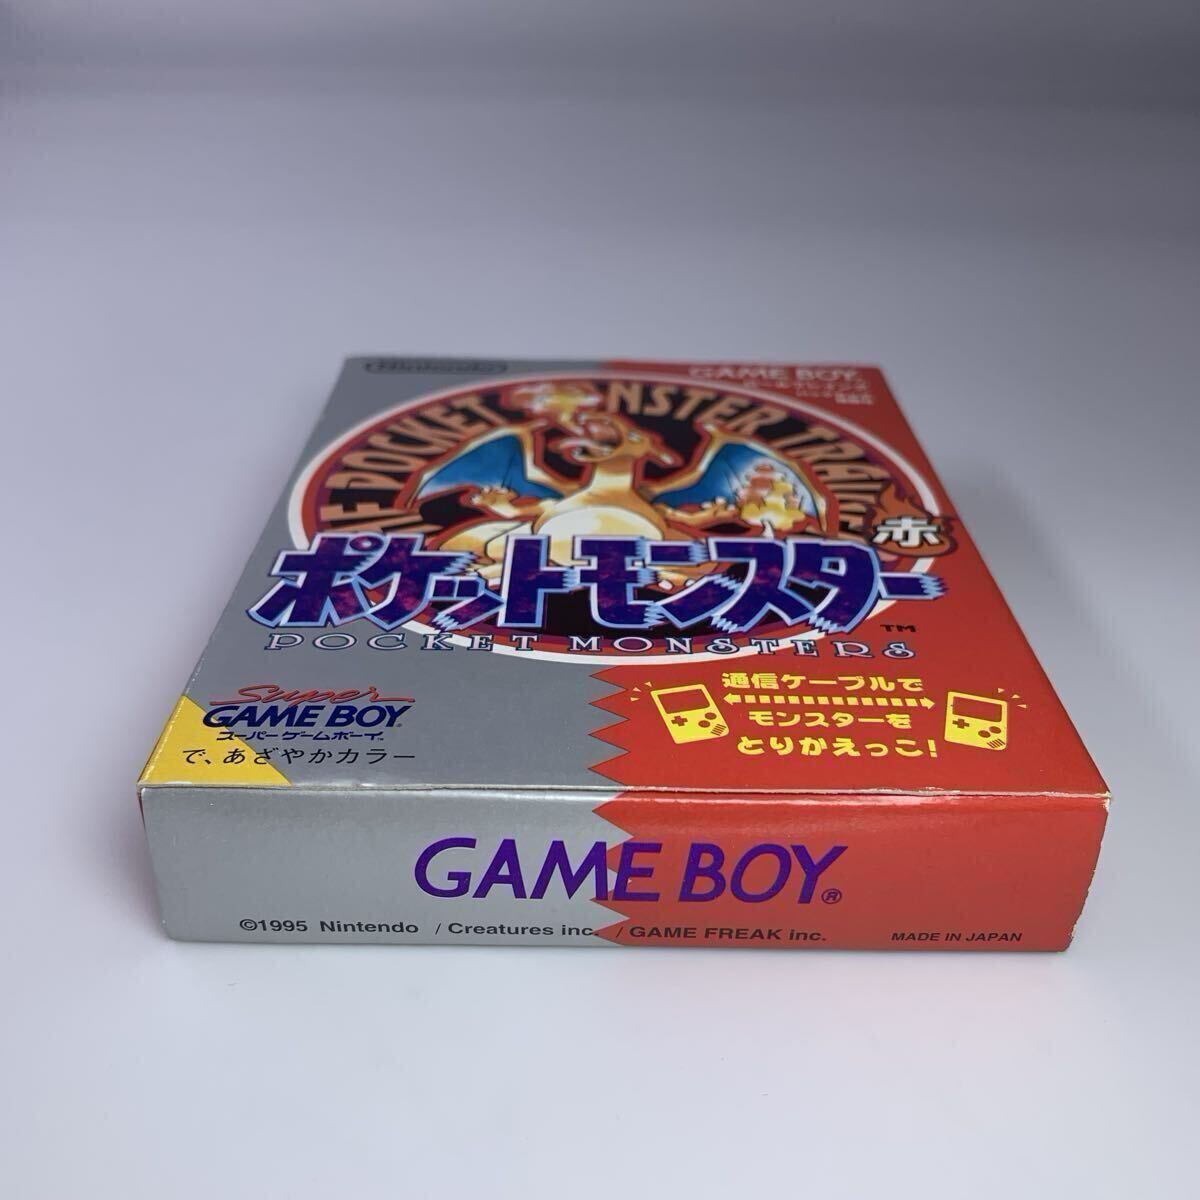 Nintendo
GAME BOY
POCKET MONSTER TRAINER
赤
ポケットモンスター
TM
POCKET MONSTERS
Super
GAME BOY
スーパーゲームボーイ
で、あざやかカラー
通信ケーブルで
モンスターを
とりかえっこ!
GAME BOY®
©1995 Nintendo / Creatures inc. / GAME FREAK inc.
MADE IN JAPAN